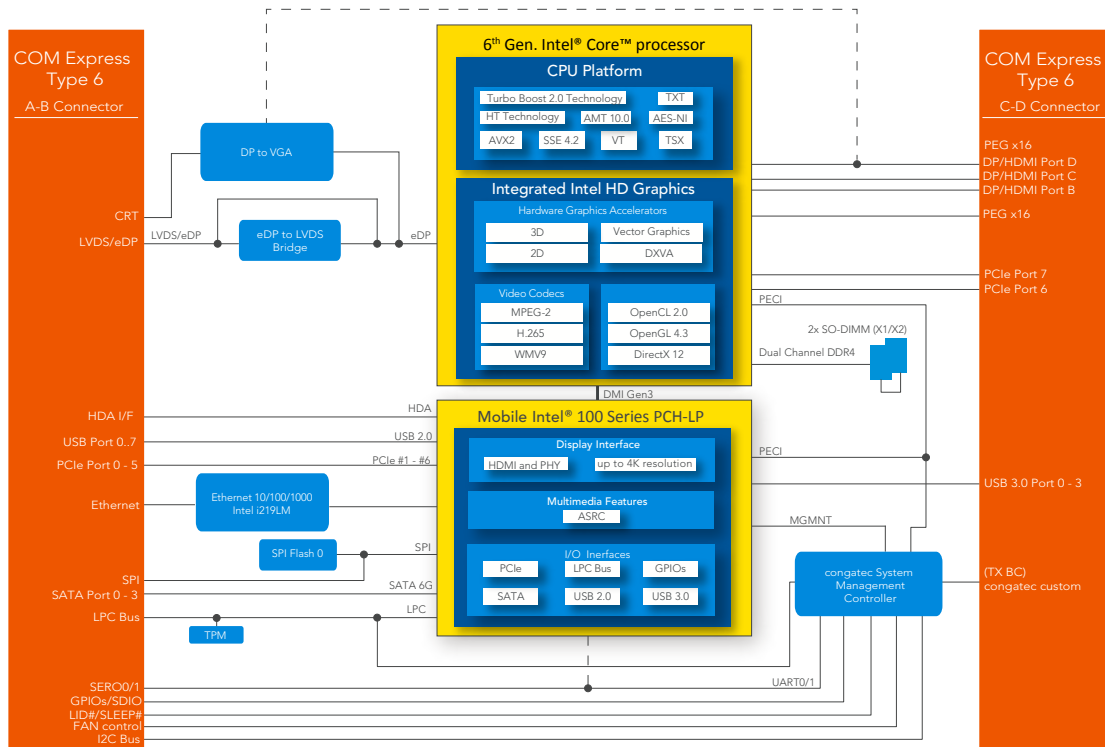 COM Express
Type 6
A-B Connector
CRT
LVDS/eDP
HDA I/F
USB Port 0..7
PCIe Port 0 - 5
Ethernet
SPI
SATA Port 0 - 3
LPC Bus
SERO0/1
GPIOs/SDIO
LID#/SLEEP#
FAN control
I2C Bus
DP to VGA
LVDS/eDP
eDP to LVDS
Bridge
eDP
HDA
USB 2.0
PCIe #1 - #6
Ethernet 10/100/1000
Intel i219LM
SPI Flash 0
SPI
SATA 6G
LPC
TPM
6th Gen. Intel® Core™ processor
CPU Platform
Turbo Boost 2.0 Technology
TXT
HT Technology
AMT 10.0
AES-NI
AVX2
SSE 4.2
VT
TSX
Integrated Intel HD Graphics
Hardware Graphics Accelerators
3D
Vector Graphics
2D
DXVA
Video Codecs
MPEG-2
H.265
WMV9
OpenCL 2.0
OpenGL 4.3
DirectX 12
DMI Gen3
Mobile Intel® 100 Series PCH-LP
Display Interface
HDMI and PHY
up to 4K resolution
Multimedia Features
ASRC
I/O Inerfaces
PCIe
LPC Bus
GPIOs
SATA
USB 2.0
USB 3.0
PECI
2x SO-DIMM (X1/X2)
Dual Channel DDR4
PECI
MGMNT
congatec System
Management
Controller
UART0/1
COM Express
Type 6
C-D Connector
PEG x16
DP/HDMI Port D
DP/HDMI Port C
DP/HDMI Port B
PEG x16
PCIe Port 7
PCIe Port 6
USB 3.0 Port 0 - 3
(TX BC)
congatec custom